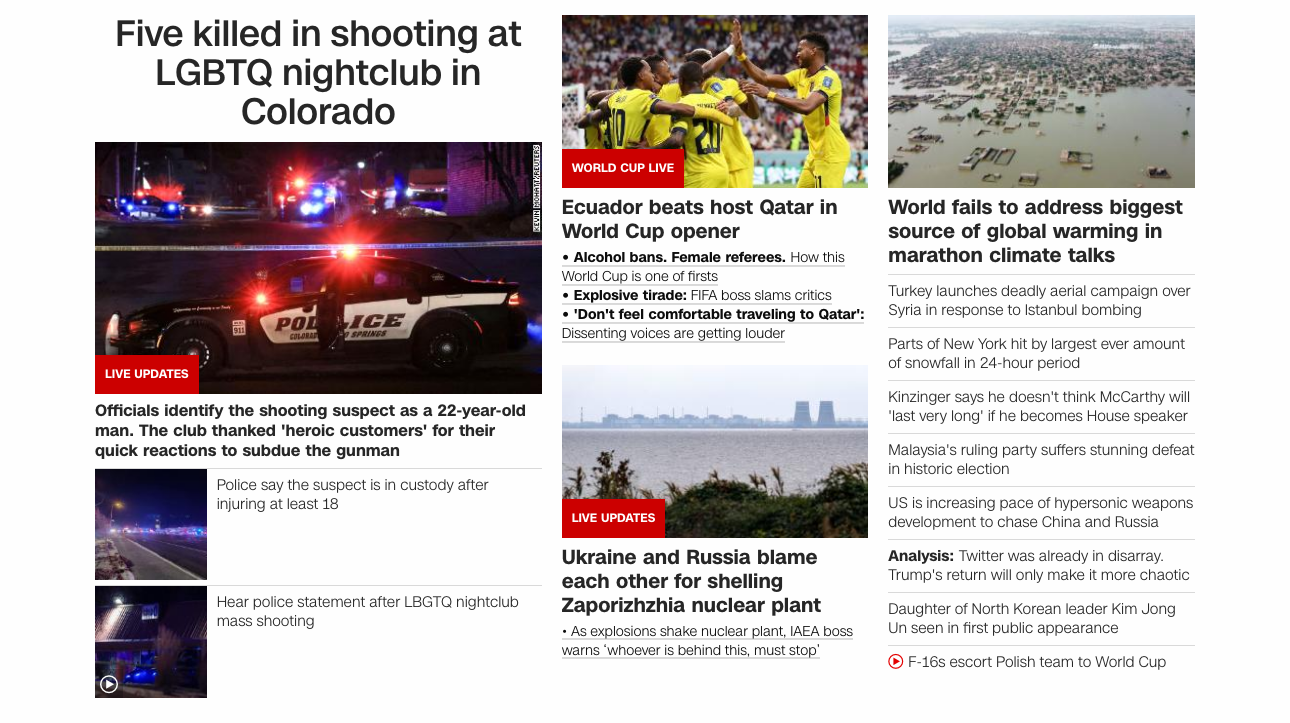 Five killed in shooting at
LGBTQ nightclub in
Colorado
KEVIN MOHATT/REUTERS
911
POLICE
COLORADO SPRINGS
LIVE UPDATES
Officials identify the shooting suspect as a 22-year-old
man. The club thanked 'heroic customers' for their
quick reactions to subdue the gunman
Police say the suspect is in custody after
injuring at least 18
Hear police statement after LBGTQ nightclub
mass shooting
10
20
11
WORLD CUP LIVE
Ecuador beats host Qatar in
World Cup opener
• Alcohol bans. Female referees. How this
World Cup is one of firsts
• Explosive tirade: FIFA boss slams critics
• 'Don't feel comfortable traveling to Qatar':
Dissenting voices are getting louder
LIVE UPDATES
Ukraine and Russia blame
each other for shelling
Zaporizhzhia nuclear plant
• As explosions shake nuclear plant, IAEA boss
warns ‘whoever is behind this, must stop’
World fails to address biggest
source of global warming in
marathon climate talks
Turkey launches deadly aerial campaign over
Syria in response to Istanbul bombing
Parts of New York hit by largest ever amount
of snowfall in 24-hour period
Kinzinger says he doesn't think McCarthy will
'last very long' if he becomes House speaker
Malaysia's ruling party suffers stunning defeat
in historic election
US is increasing pace of hypersonic weapons
development to chase China and Russia
Analysis: Twitter was already in disarray.
Trump's return will only make it more chaotic
Daughter of North Korean leader Kim Jong
Un seen in first public appearance
F-16s escort Polish team to World Cup